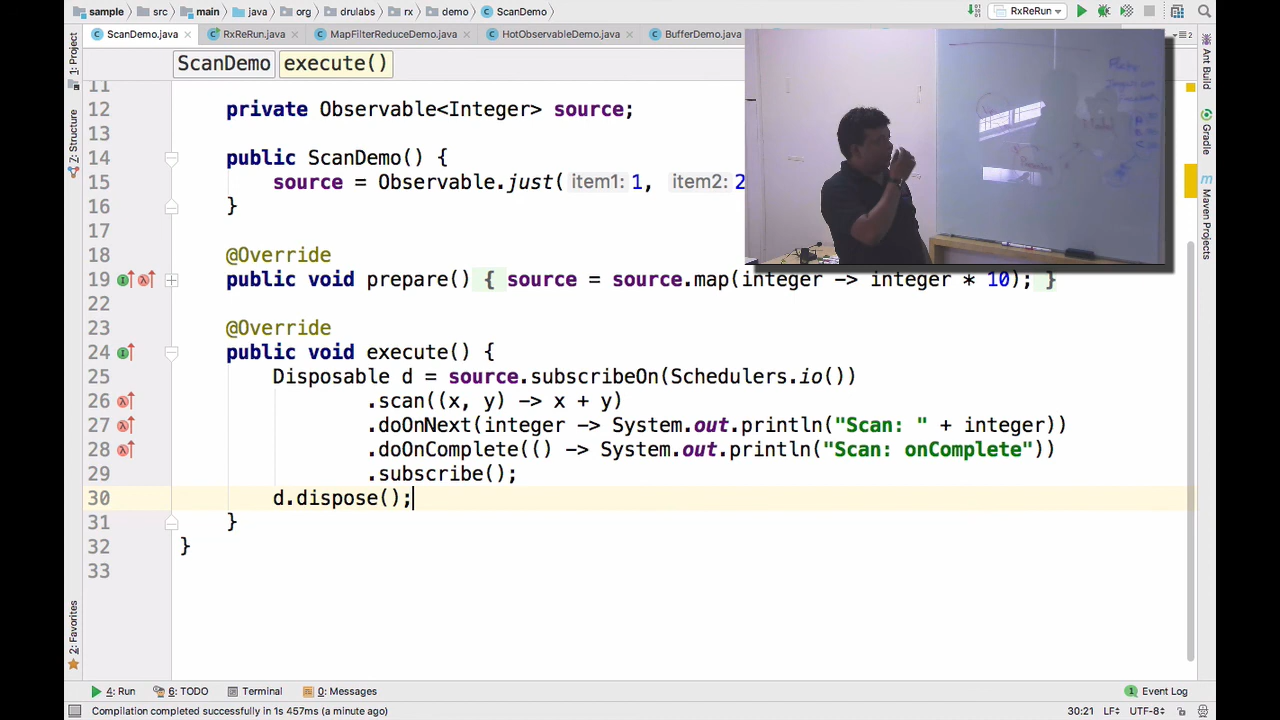 sample src main java org drulabs rx demo ScanDemo RxReRun
ScanDemo.java RxReRun.java MapFilterReduceDemo.java HotObservableDemo.java BufferDemo.java 2
ScanDemo execute()
11
12 private Observable<Integer> source;
13
14 public ScanDemo() {
15 source = Observable.just( item1: 1, item2: 2
16 }
17
18 @Override
19 public void prepare() { source = source.map(integer -> integer * 10); }
22
23 @Override
24 public void execute() {
25 Disposable d = source.subscribeOn(Schedulers.io())
26 .scan((x, y) -> x + y)
27 .doOnNext(integer -> System.out.println("Scan: " + integer))
28 .doOnComplete(() -> System.out.println("Scan: onComplete"))
29 .subscribe();
30 d.dispose();
31 }
32 }
33
1: Project
Z: Structure
2: Favorites
Ant Build
Gradle
m Maven Projects
4: Run 6: TODO Terminal 0: Messages 1 Event Log
Compilation completed successfully in 1s 457ms (a minute ago) 30:21 LF÷ UTF-8÷